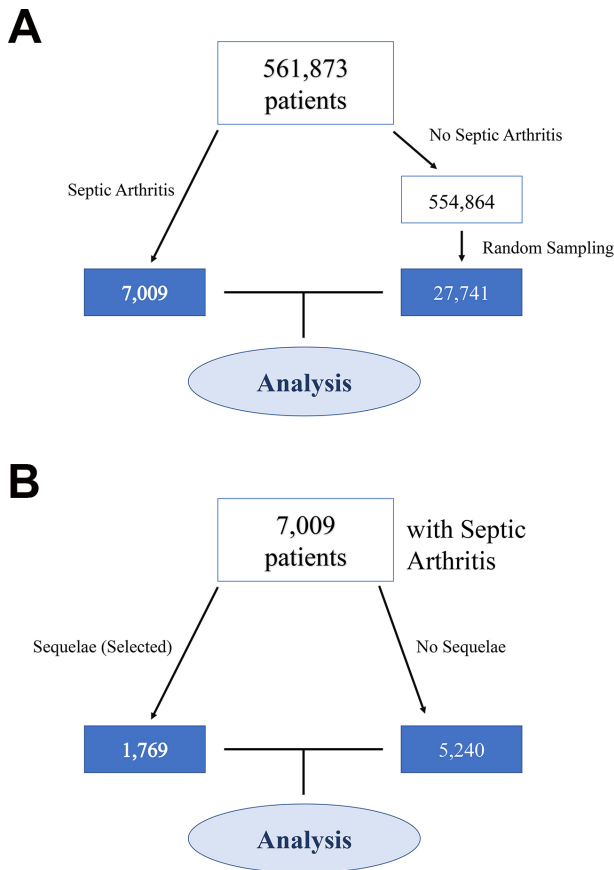 A
561,873
patients
No Septic Arthritis
Septic Arthritis
554,864
Random Sampling
7,009
27,741
Analysis
B
7,009
patients
with Septic
Arthritis
Sequelae (Selected)
No Sequelae
1,769
5,240
Analysis